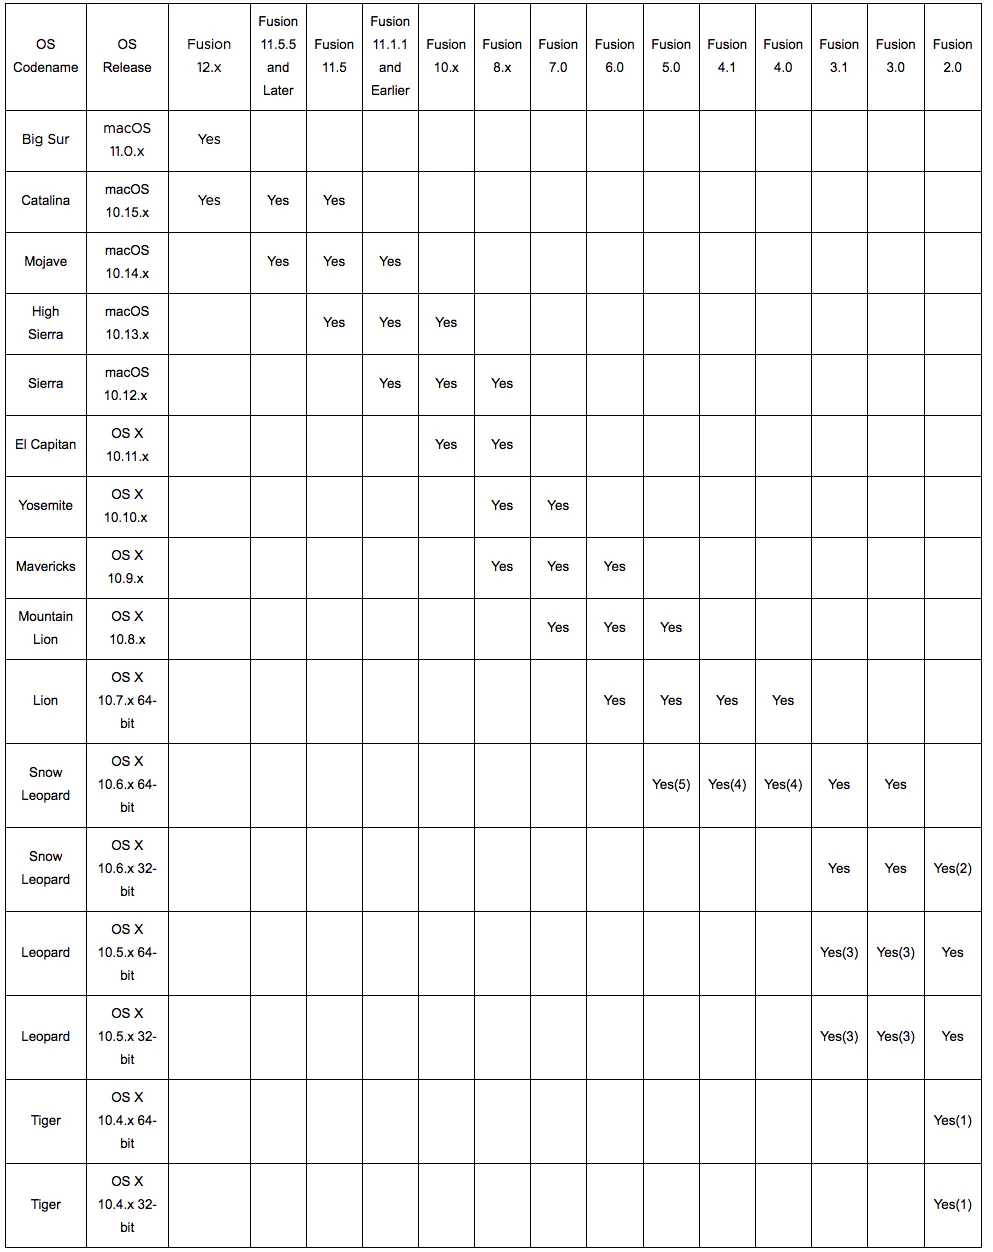 OS Codename
OS Release
Fusion 12.x
Fusion 11.5.5 and Later
Fusion 11.5
Fusion 11.1.1 and Earlier
Fusion 10.x
Fusion 8.x
Fusion 7.0
Fusion 6.0
Fusion 5.0
Fusion 4.1
Fusion 4.0
Fusion 3.1
Fusion 3.0
Fusion 2.0
Big Sur
macOS 11.0.x
Yes
Catalina
macOS 10.15.x
Yes
Yes
Yes
Mojave
macOS 10.14.x
Yes
Yes
Yes
High Sierra
macOS 10.13.x
Yes
Yes
Yes
Sierra
macOS 10.12.x
Yes
Yes
Yes
El Capitan
OS X 10.11.x
Yes
Yes
Yosemite
OS X 10.10.x
Yes
Yes
Mavericks
OS X 10.9.x
Yes
Yes
Yes
Mountain Lion
OS X 10.8.x
Yes
Yes
Yes
Lion
OS X 10.7.x 64-bit
Yes
Yes
Yes
Yes
Snow Leopard
OS X 10.6.x 64-bit
Yes(5)
Yes(4)
Yes(4)
Yes
Yes
Snow Leopard
OS X 10.6.x 32-bit
Yes
Yes
Yes(2)
Leopard
OS X 10.5.x 64-bit
Yes(3)
Yes(3)
Yes
Leopard
OS X 10.5.x 32-bit
Yes(3)
Yes(3)
Yes
Tiger
OS X 10.4.x 64-bit
Yes(1)
Tiger
OS X 10.4.x 32-bit
Yes(1)